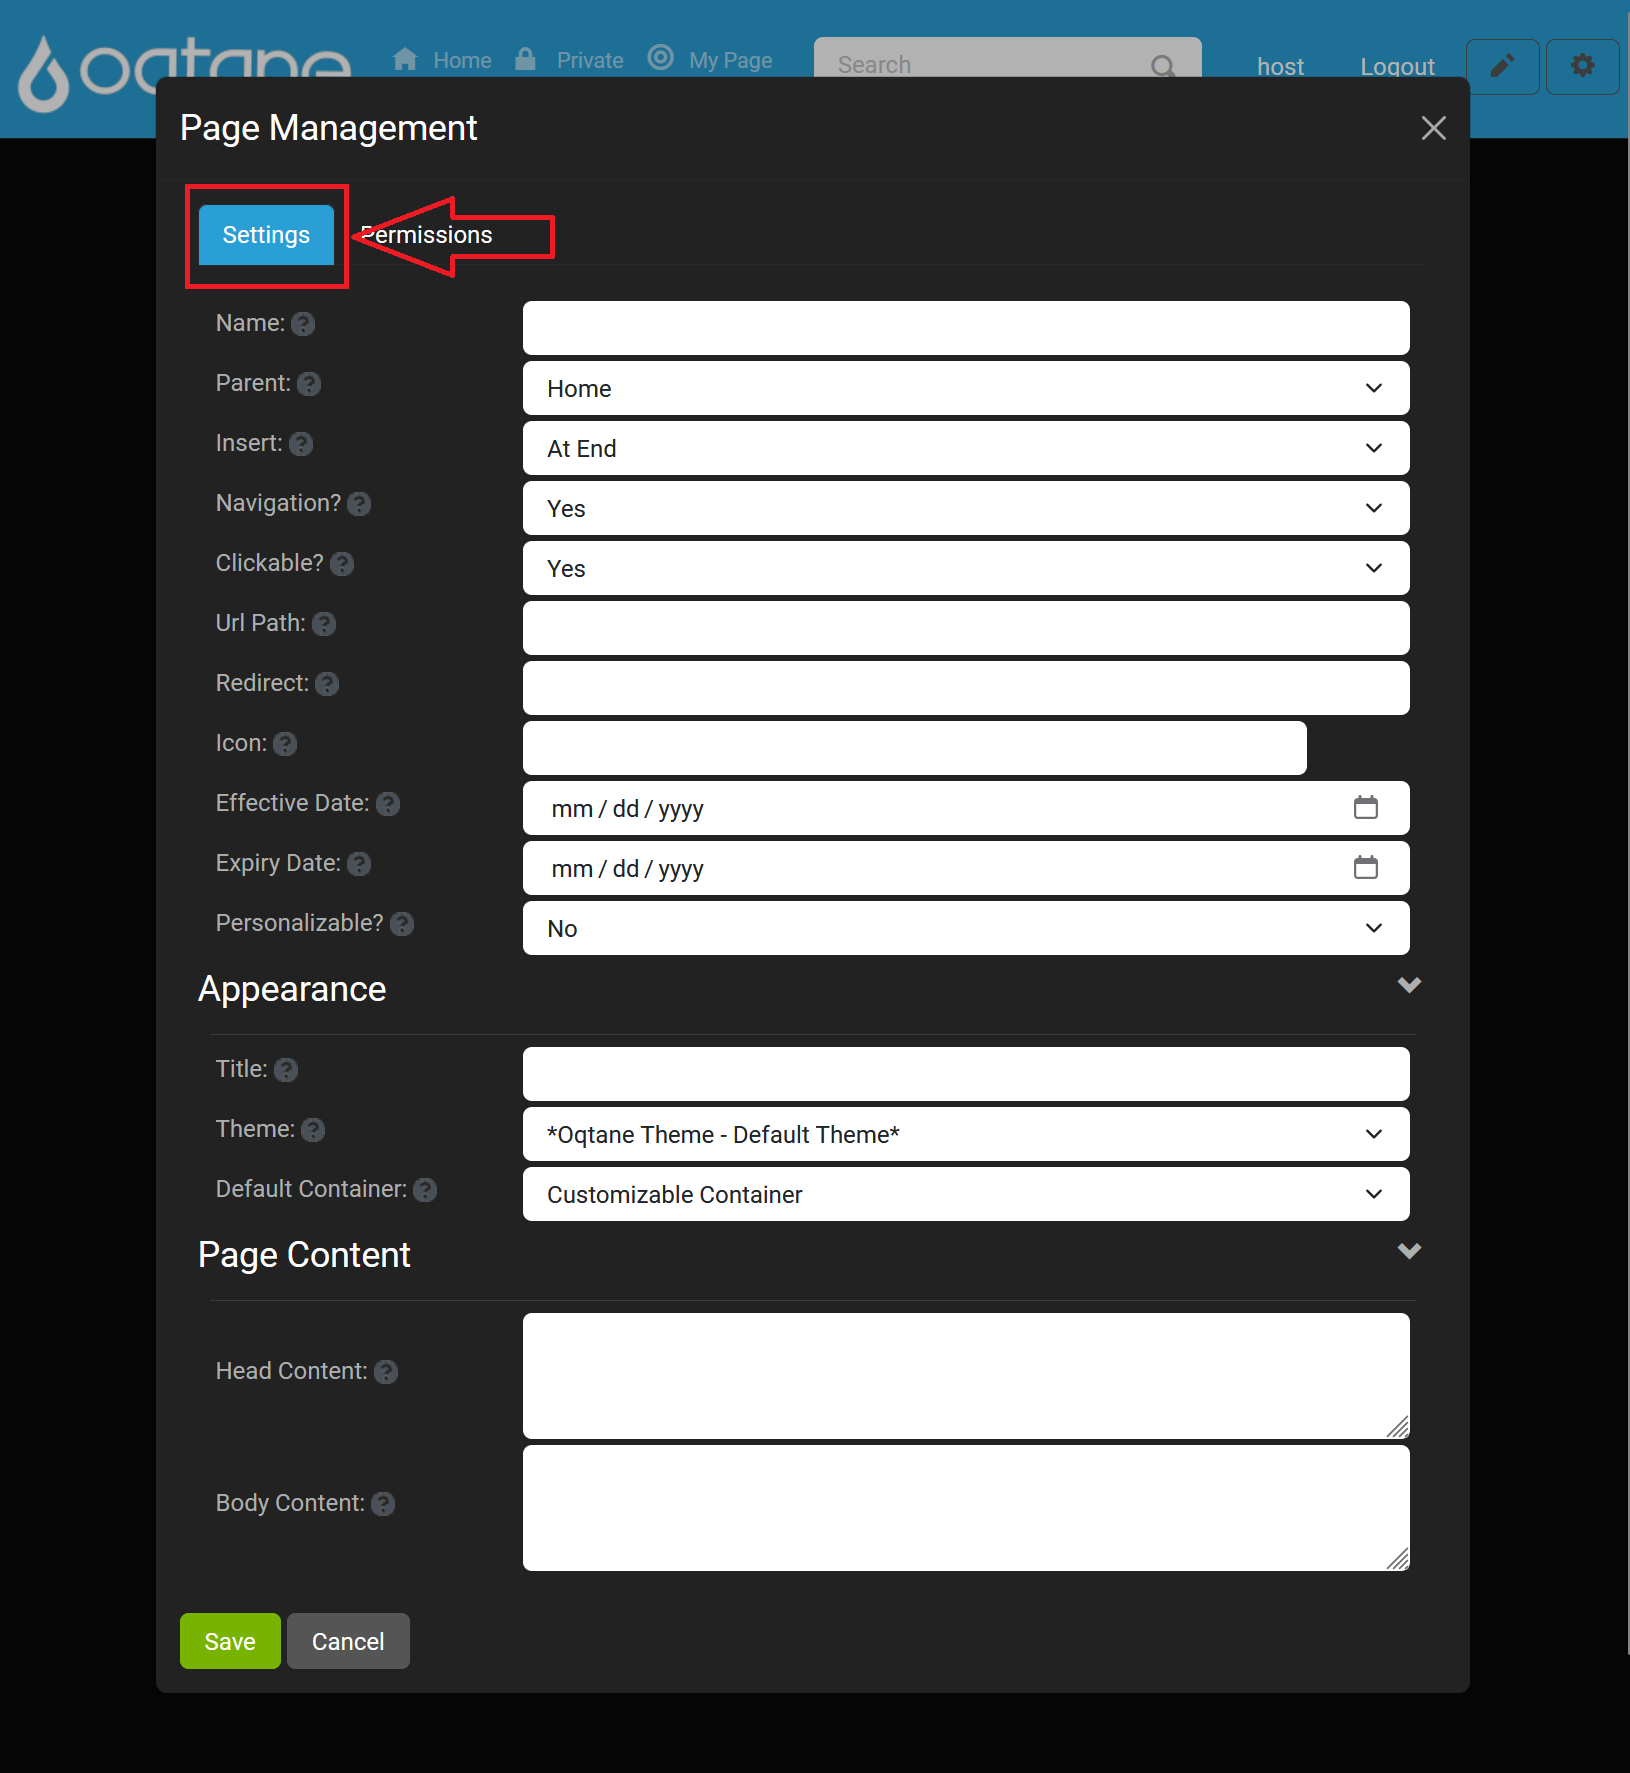 oqtane
Home Private My Page Search host Logout
Page Management
Settings Permissions
Name:
Parent: Home
Insert: At End
Navigation? Yes
Clickable? Yes
Url Path:
Redirect:
Icon:
Effective Date: mm / dd / yyyy
Expiry Date: mm / dd / yyyy
Personalizable? No
Appearance
Title:
Theme: *Oqtane Theme - Default Theme*
Default Container: Customizable Container
Page Content
Head Content:
Body Content:
Save Cancel